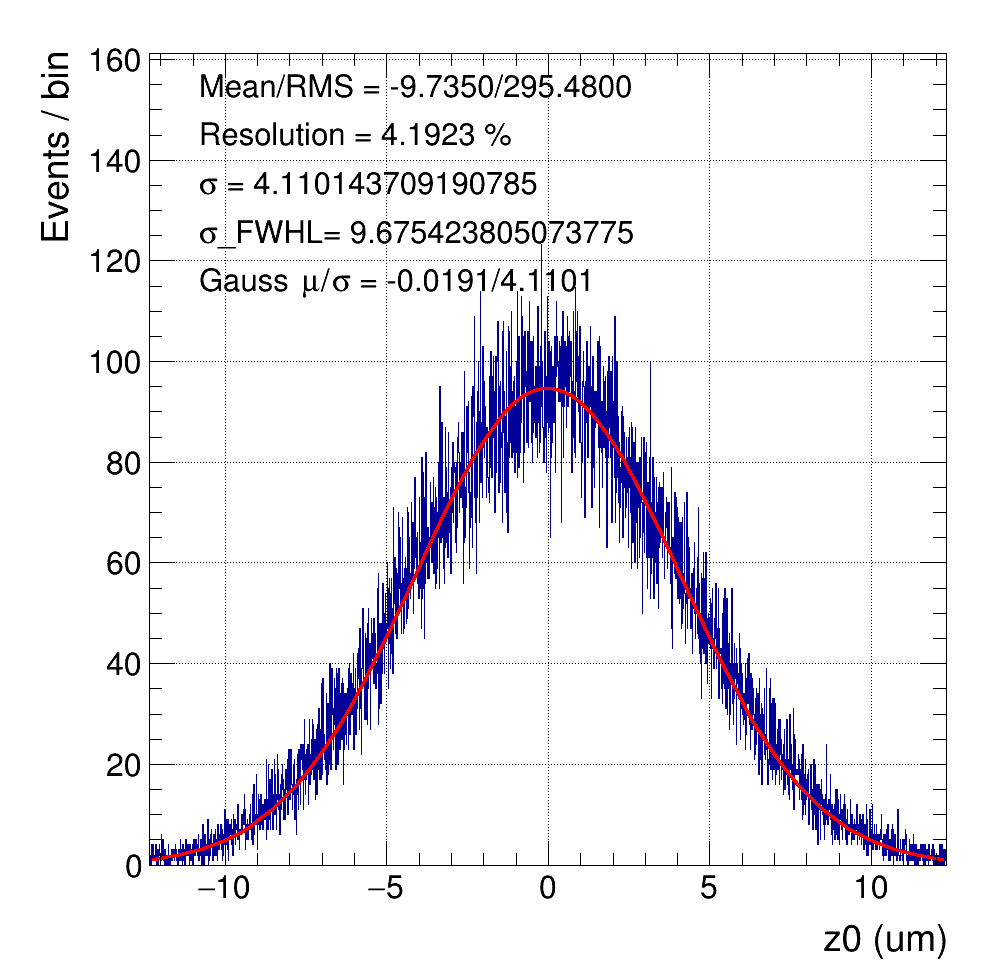 Events / bin
160
140
120
100
80
60
40
20
0
Mean/RMS = -9.7350/295.4800
Resolution = 4.1923 %
σ = 4.110143709190785
σ_FWHL= 9.675423805073775
Gauss μ/σ = -0.0191/4.1101
−10 −5 0 5 10
z0 (um)